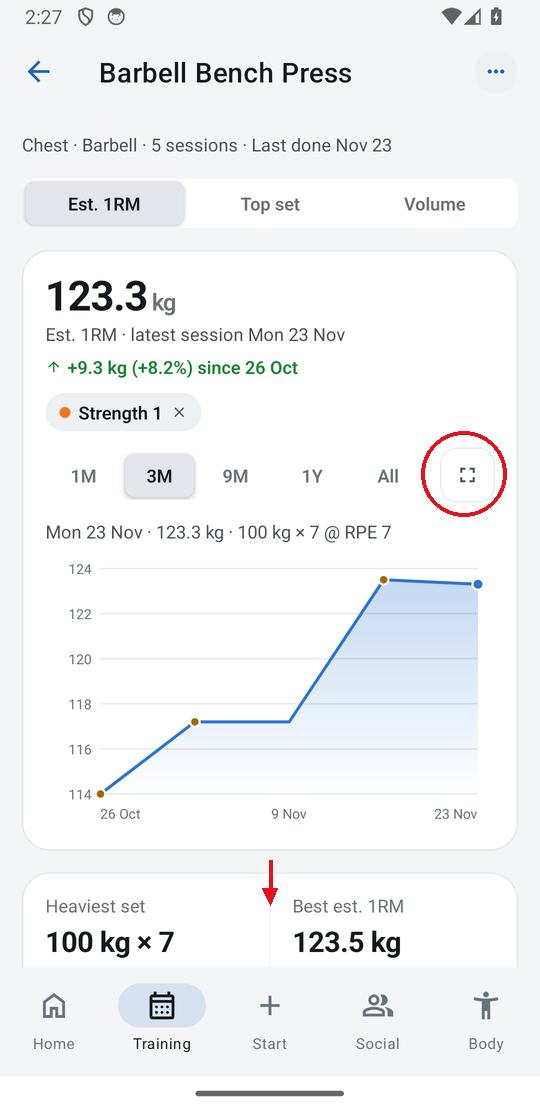 2:27
Barbell Bench Press
Chest · Barbell · 5 sessions · Last done Nov 23
Est. 1RM Top set Volume
123.3 kg
Est. 1RM · latest session Mon 23 Nov
↑ +9.3 kg (+8.2%) since 26 Oct
Strength 1 ×
1M 3M 9M 1Y All
Mon 23 Nov · 123.3 kg · 100 kg × 7 @ RPE 7
124
122
120
118
116
114
26 Oct 9 Nov 23 Nov
Heaviest set Best est. 1RM
100 kg × 7 123.5 kg
Home Training Start Social Body